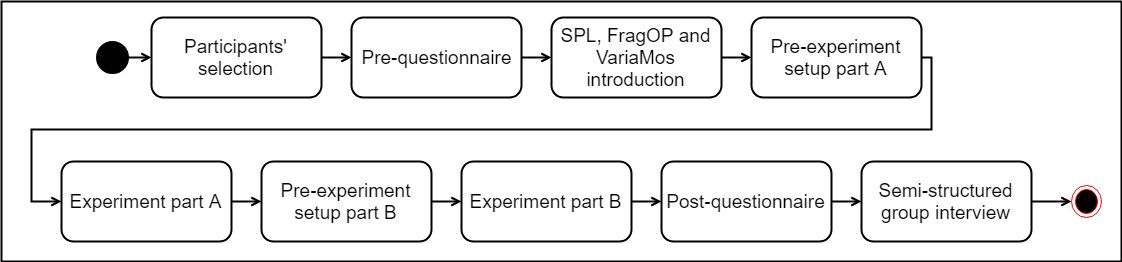 Participants'
selection
Pre-questionnaire
SPL, FragOP and
VariaMos
introduction
Pre-experiment
setup part A
Experiment part A
Pre-experiment
setup part B
Experiment part B
Post-questionnaire
Semi-structured
group interview